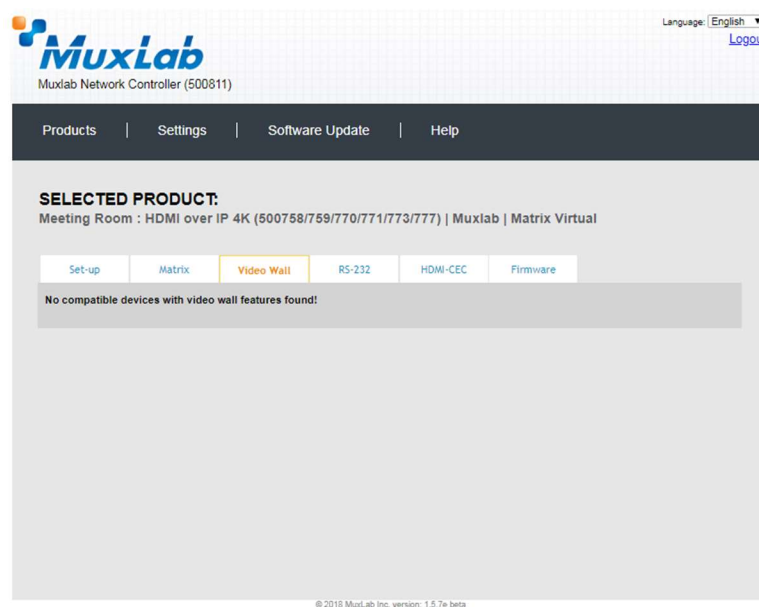 Language: English
Logou
MuxLab
Muxlab Network Controller (500811)
Products | Settings | Software Update | Help
SELECTED PRODUCT:
Meeting Room : HDMI over IP 4K (500758/759/770/771/773/777) | Muxlab | Matrix Virtual
Set-up Matrix Video Wall RS-232 HDMI-CEC Firmware
No compatible devices with video wall features found!
© 2018 MuxLab Inc. version: 1.5.7e beta